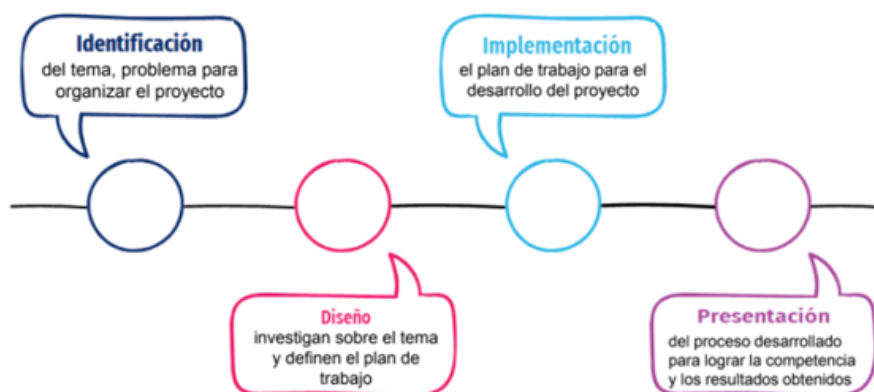 Identificación
del tema, problema para
organizar el proyecto
Implementación
el plan de trabajo para el
desarrollo del proyecto
Diseño
investigan sobre el tema
y definen el plan de
trabajo
Presentación
del proceso desarrollado
para lograr la competencia
y los resultados obtenidos